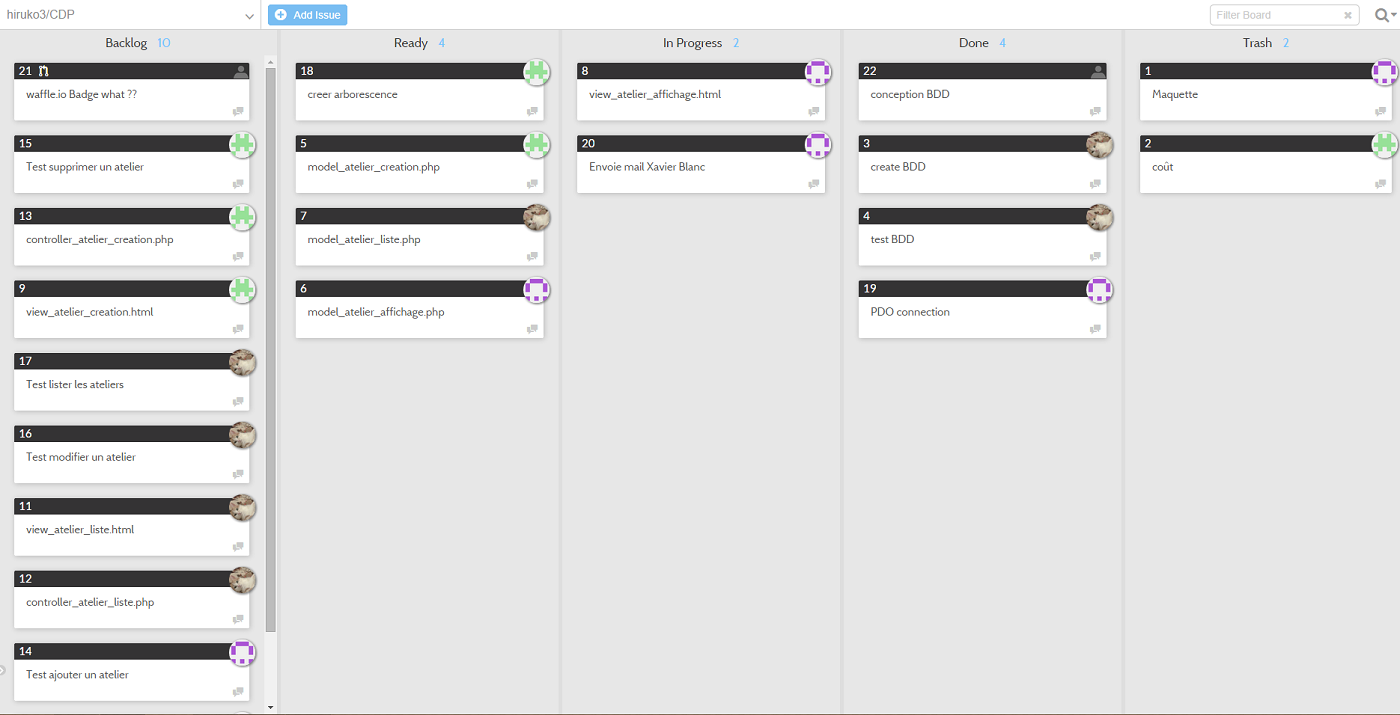 hiruko3/CDP
Add Issue
Filter Board
Backlog 10
21
waffle.io Badge what ??
15
Test supprimer un atelier
13
controller_atelier_creation.php
9
view_atelier_creation.html
17
Test lister les ateliers
16
Test modifier un atelier
11
view_atelier_liste.html
12
controller_atelier_liste.php
14
Test ajouter un atelier
Ready 4
18
creer arborescence
5
model_atelier_creation.php
7
model_atelier_liste.php
6
model_atelier_affichage.php
In Progress 2
8
view_atelier_affichage.html
20
Envoie mail Xavier Blanc
Done 4
22
conception BDD
3
create BDD
4
test BDD
19
PDO connection
Trash 2
1
Maquette
2
coût